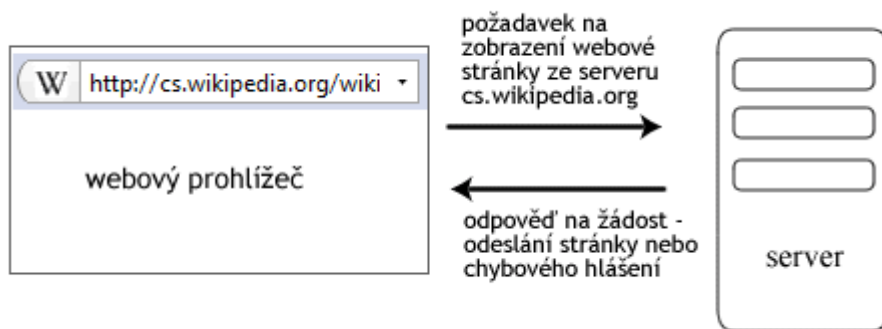 W http://cs.wikipedia.org/wiki
webový prohlížeč
požadavek na
zobrazení webové
stránky ze serveru
cs.wikipedia.org
odpověď na žádost -
odeslání stránky nebo
chybového hlášení
server